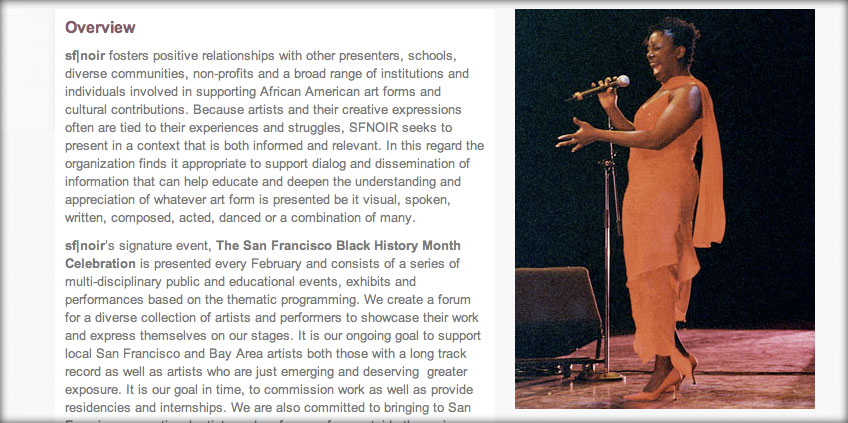 Overview
sf|noir fosters positive relationships with other presenters, schools,
diverse communities, non-profits and a broad range of institutions and
individuals involved in supporting African American art forms and
cultural contributions. Because artists and their creative expressions
often are tied to their experiences and struggles, SFNOIR seeks to
present in a context that is both informed and relevant. In this regard the
organization finds it appropriate to support dialog and dissemination of
information that can help educate and deepen the understanding and
appreciation of whatever art form is presented be it visual, spoken,
written, composed, acted, danced or a combination of many.
sf|noir's signature event, The San Francisco Black History Month
Celebration is presented every February and consists of a series of
multi-disciplinary public and educational events, exhibits and
performances based on the thematic programming. We create a forum
for a diverse collection of artists and performers to showcase their work
and express themselves on our stages. It is our ongoing goal to support
local San Francisco and Bay Area artists both those with a long track
record as well as artists who are just emerging and deserving greater
exposure. It is our goal in time, to commission work as well as provide
residencies and internships. We are also committed to bringing to San